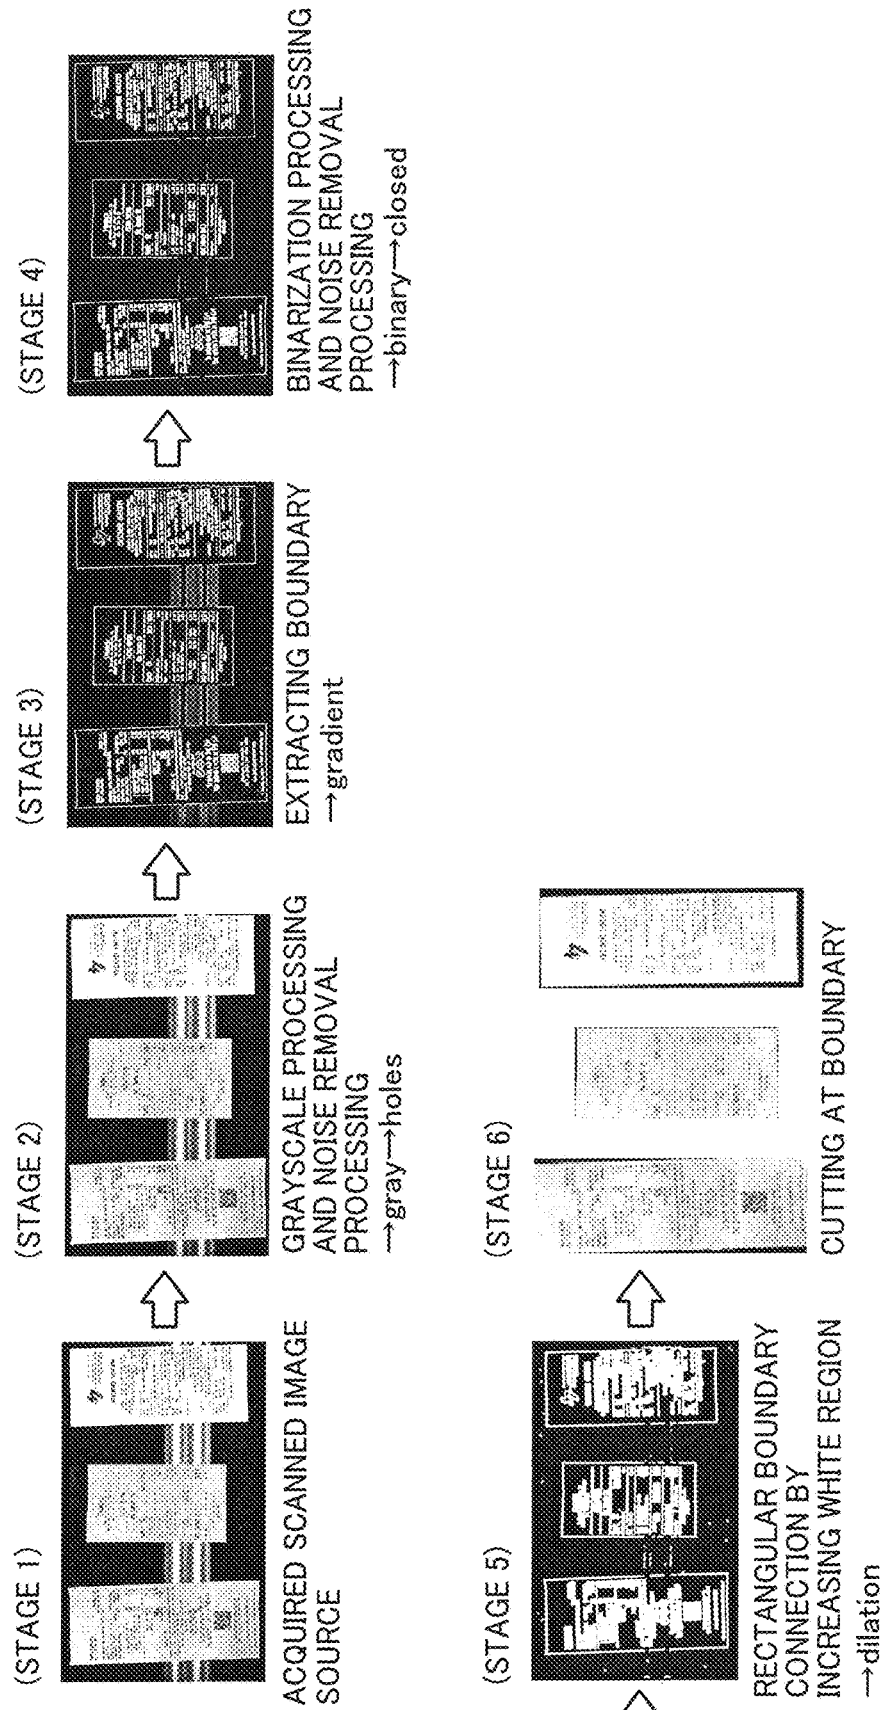 (STAGE 1)
ACQUIRED SCANNED IMAGE
SOURCE
(STAGE 2)
GRAYSCALE PROCESSING
AND NOISE REMOVAL
PROCESSING
→gray→holes
(STAGE 3)
EXTRACTING BOUNDARY
→gradient
(STAGE 4)
BINARIZATION PROCESSING
AND NOISE REMOVAL
PROCESSING
→binary→closed
(STAGE 5)
RECTANGULAR BOUNDARY
CONNECTION BY
INCREASING WHITE REGION
→dilation
(STAGE 6)
CUTTING AT BOUNDARY